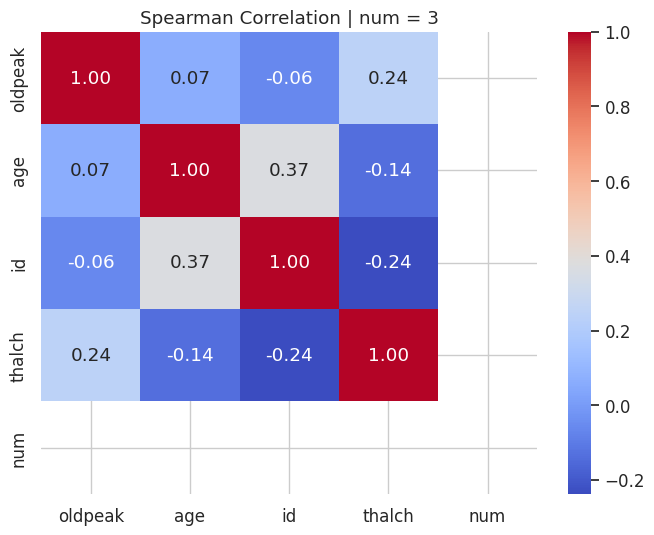 Spearman Correlation | num = 3
oldpeak 1.00 0.07 -0.06 0.24
age 0.07 1.00 0.37 -0.14
id -0.06 0.37 1.00 -0.24
thalch 0.24 -0.14 -0.24 1.00
num
oldpeak age id thalch num
1.0
0.8
0.6
0.4
0.2
0.0
−0.2